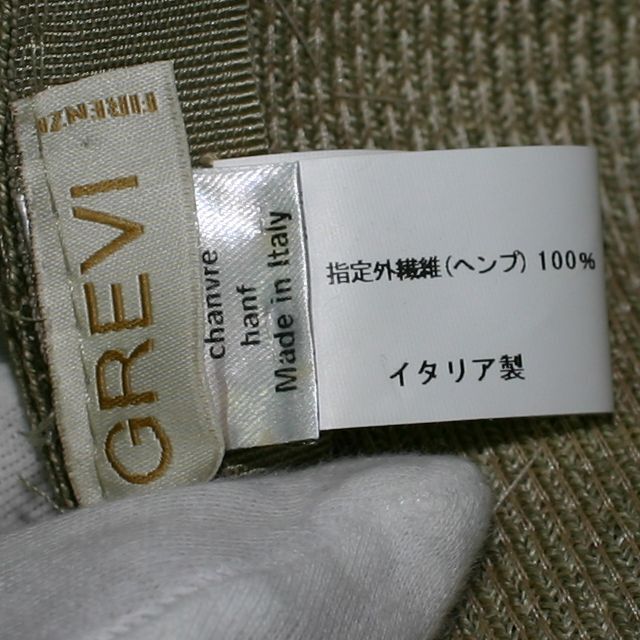 GREVI
FIRENZE
chanvre
hanf
Made in Italy
指定外繊維(ヘンプ) 100%
イタリア製